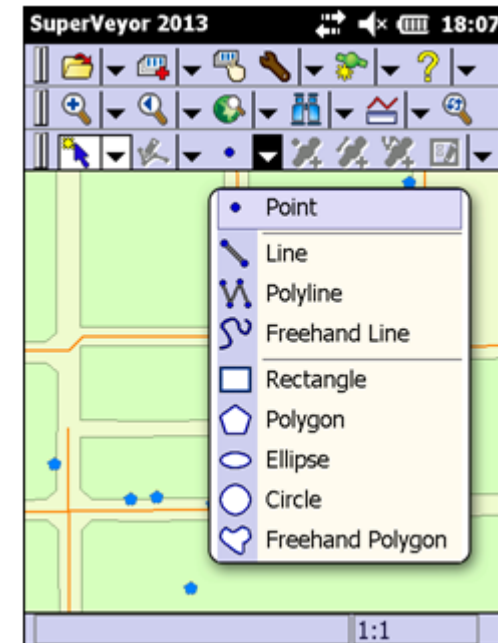 SuperVeyor 2013 18:07
Point
Line
Polyline
Freehand Line
Rectangle
Polygon
Ellipse
Circle
Freehand Polygon
1:1